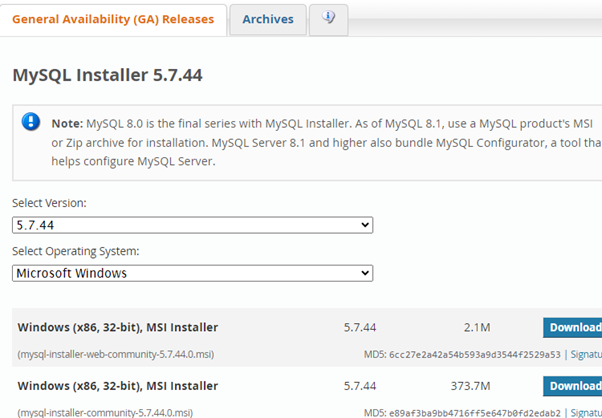 General Availability (GA) Releases
Archives
MySQL Installer 5.7.44
Note: MySQL 8.0 is the final series with MySQL Installer. As of MySQL 8.1, use a MySQL product's MSI
or Zip archive for installation. MySQL Server 8.1 and higher also bundle MySQL Configurator, a tool that
helps configure MySQL Server.
Select Version:
5.7.44
Select Operating System:
Microsoft Windows
Windows (x86, 32-bit), MSI Installer 5.7.44 2.1M Download
(mysql-installer-web-community-5.7.44.0.msi) MD5: 6cc27e2a42a54b593a9d3544f2529a53 | Signatu
Windows (x86, 32-bit), MSI Installer 5.7.44 373.7M Download
(mysql-installer-community-5.7.44.0.msi) MD5: e89af3ba9bb4716ff5e647b0fd2eab2 | Signatu